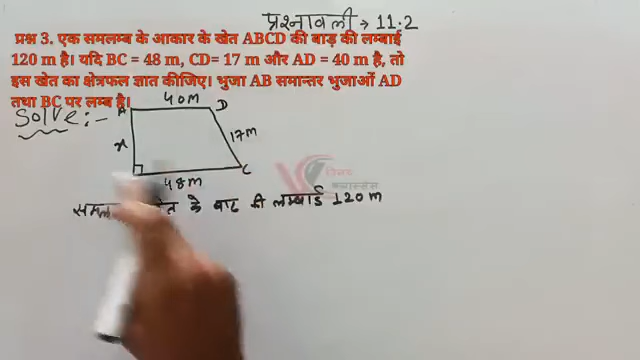 प्रश्नावली → 11.2
प्रश्न 3. एक समलम्ब के आकार के खेत ABCD की बाड़ की लम्बाई
120 m है। यदि BC = 48 m, CD= 17 m और AD = 40 m है, तो
इस खेत का क्षेत्रफल ज्ञात कीजिए। भुजा AB समान्तर भुजाओं AD
तथा BC पर लम्ब है।
Solve:-
A 40m D
x 17m
48m C
के बाड़ की लम्बाई 120 m